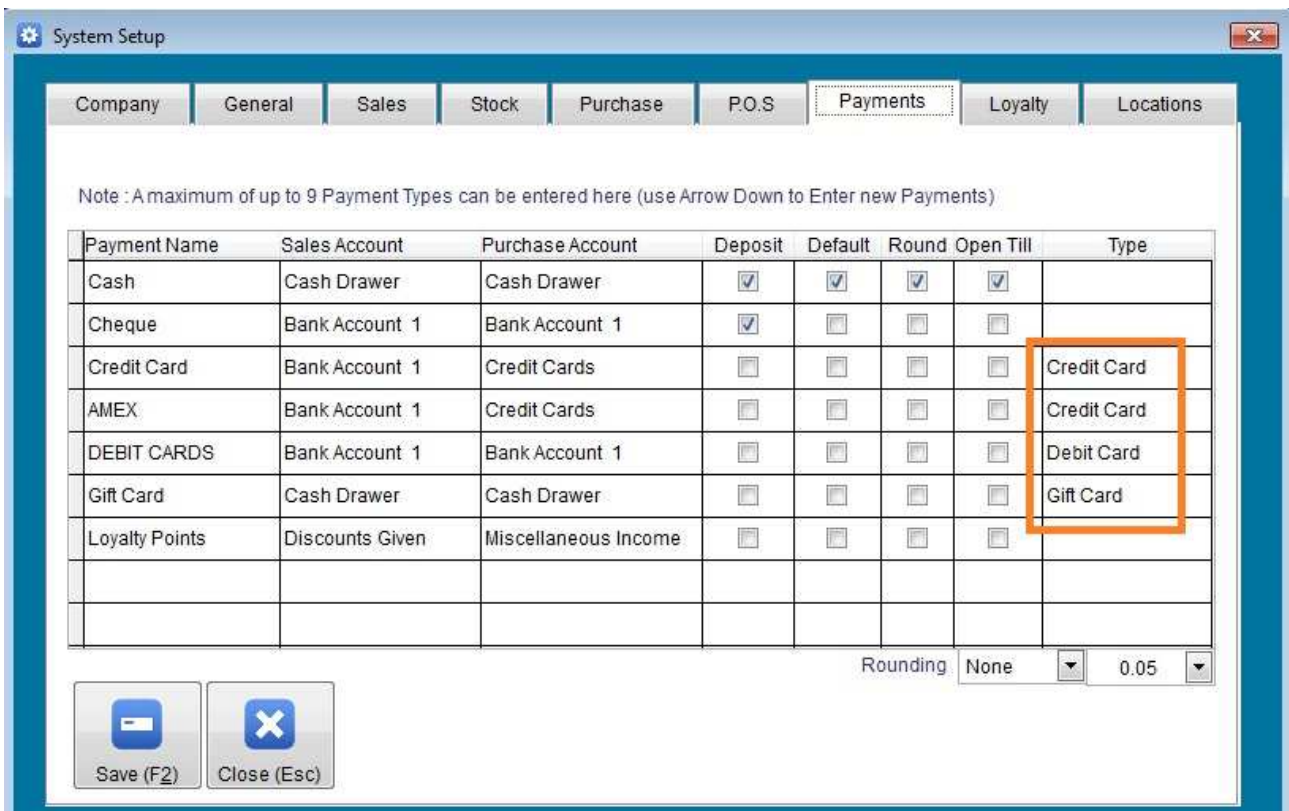 System Setup
Company General Sales Stock Purchase P.O.S Payments Loyalty Locations
Note : A maximum of up to 9 Payment Types can be entered here (use Arrow Down to Enter new Payments)
Payment Name Sales Account Purchase Account Deposit Default Round Open Till Type
Cash Cash Drawer Cash Drawer
Cheque Bank Account 1 Bank Account 1
Credit Card Bank Account 1 Credit Cards Credit Card
AMEX Bank Account 1 Credit Cards Credit Card
DEBIT CARDS Bank Account 1 Bank Account 1 Debit Card
Gift Card Cash Drawer Cash Drawer Gift Card
Loyalty Points Discounts Given Miscellaneous Income
Rounding None 0.05
Save (F2) Close (Esc)